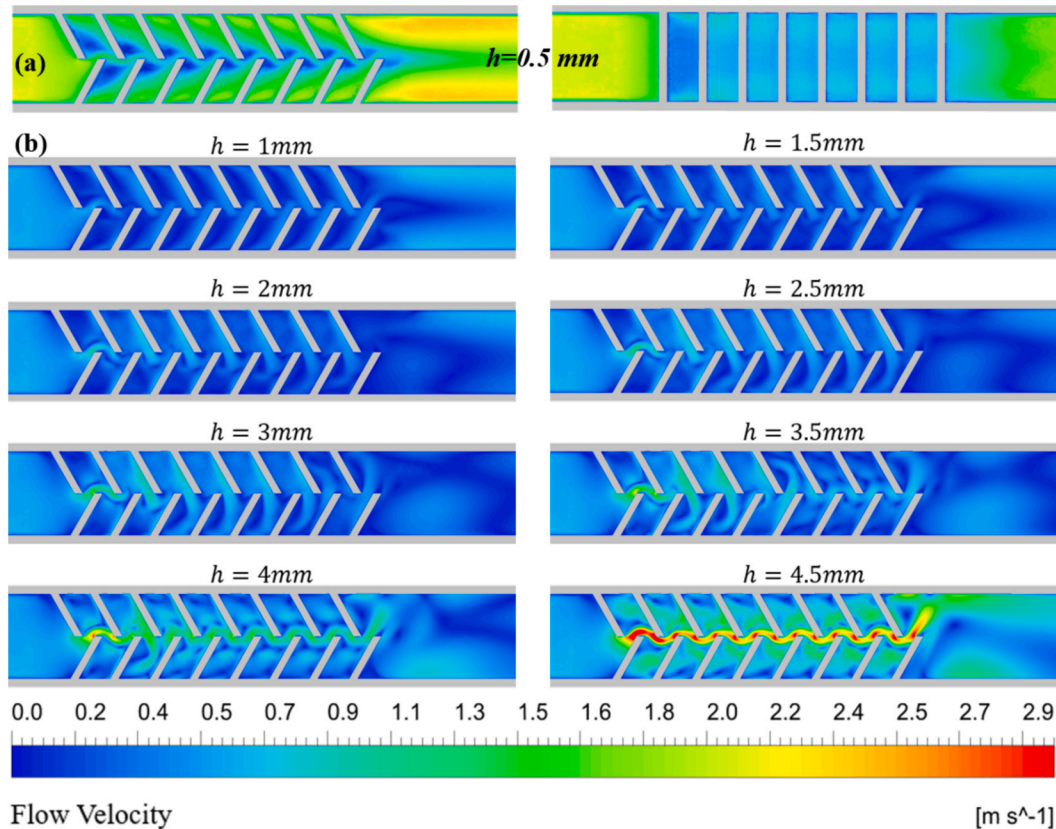 (a)
h=0.5 mm
(b)
h = 1mm
h = 1.5mm
h = 2mm
h = 2.5mm
h = 3mm
h = 3.5mm
h = 4mm
h = 4.5mm
0.0 0.2 0.4 0.5 0.7 0.9 1.1 1.3 1.5 1.6 1.8 2.0 2.2 2.4 2.5 2.7 2.9
Flow Velocity [m s^-1]